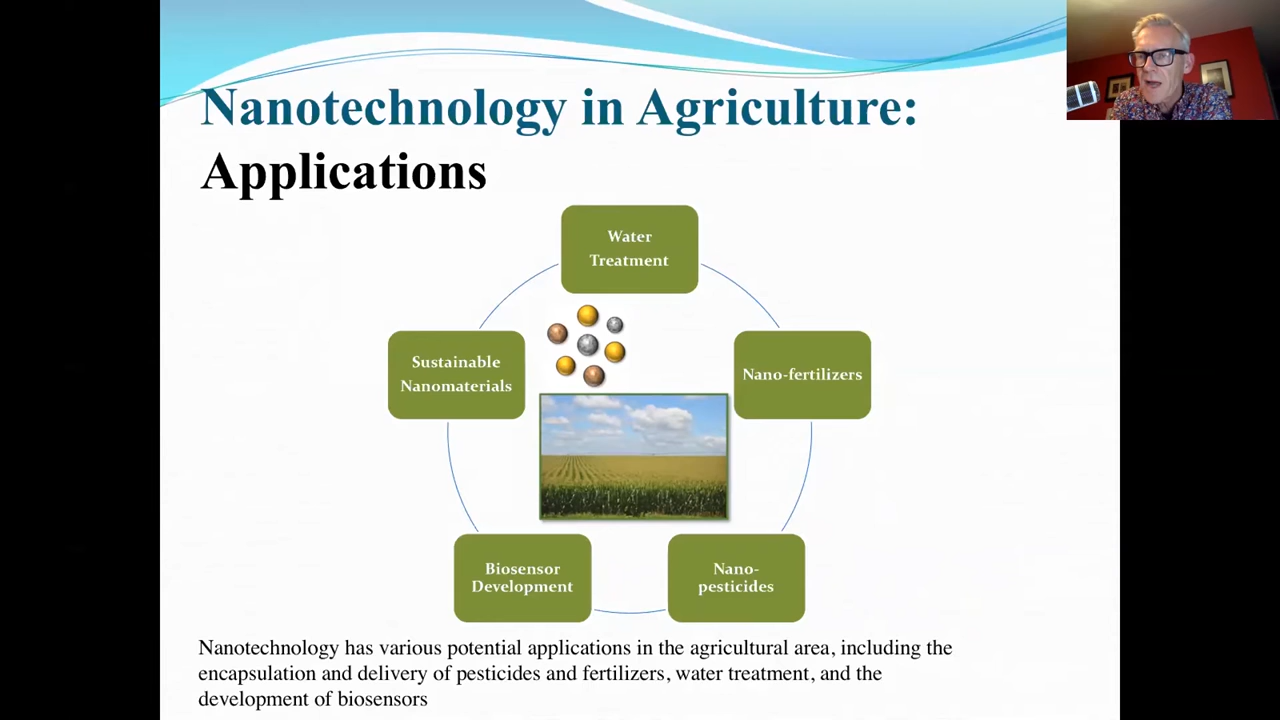 Nanotechnology in Agriculture:
Applications
Water
Treatment
Sustainable
Nanomaterials
Nano-fertilizers
Biosensor
Development
Nano-
pesticides
Nanotechnology has various potential applications in the agricultural area, including the
encapsulation and delivery of pesticides and fertilizers, water treatment, and the
development of biosensors